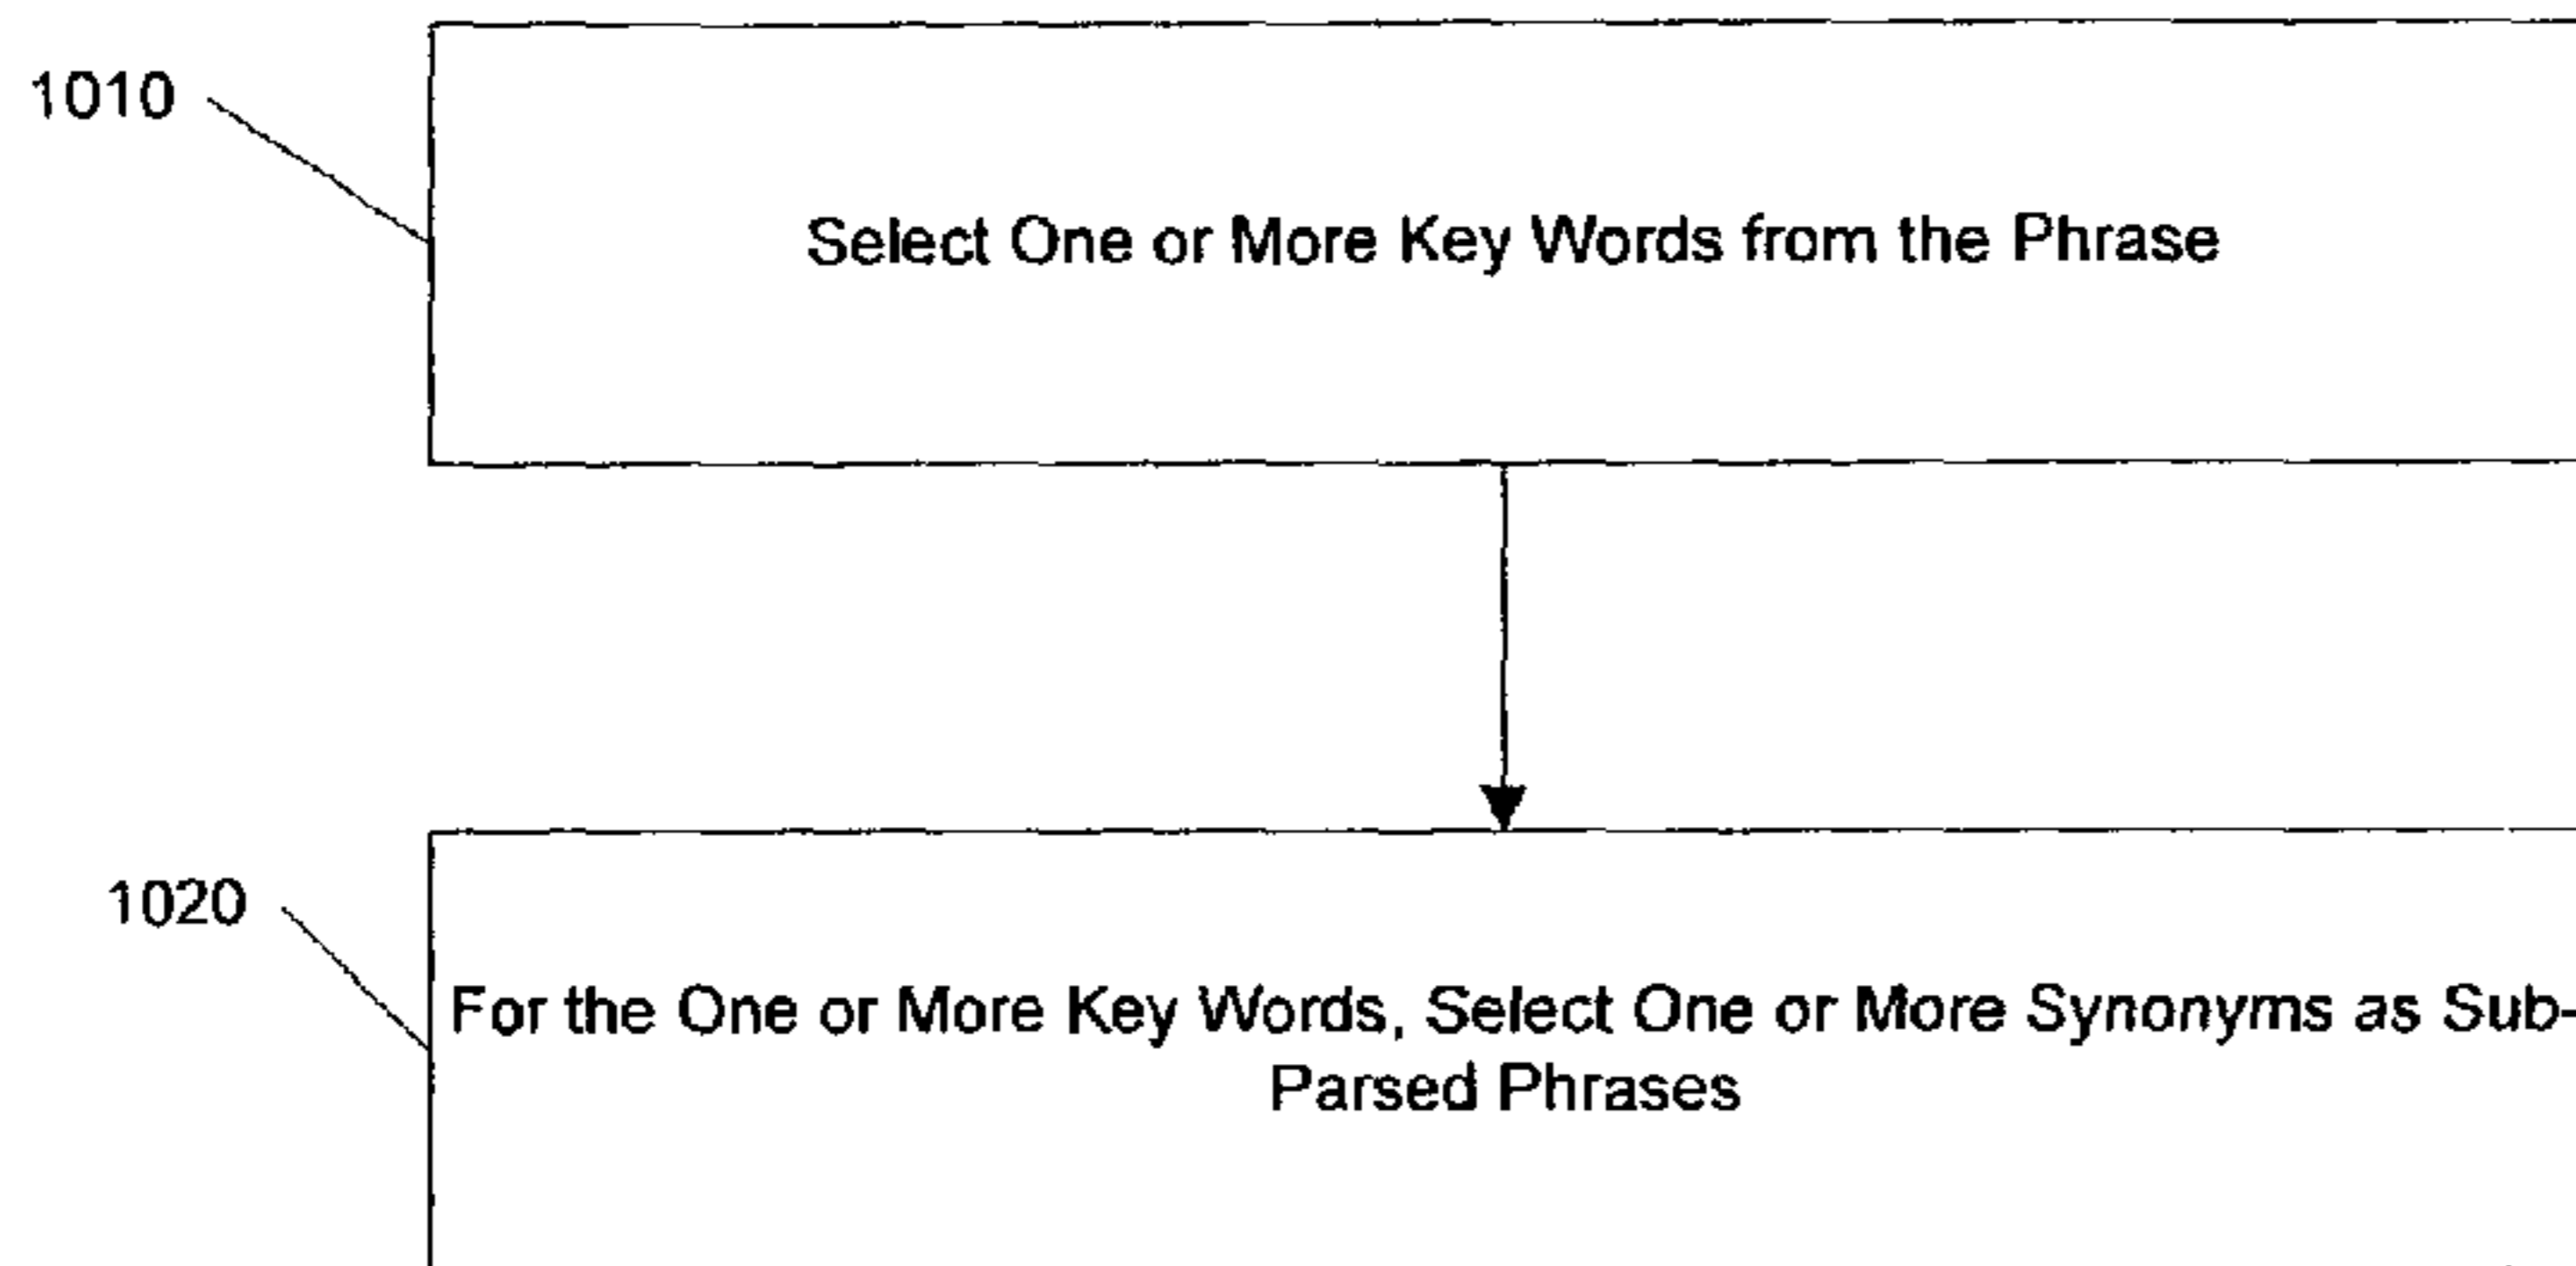 1010
Select One or More Key Words from the Phrase
1020
For the One or More Key Words, Select One or More Synonyms as Sub-
Parsed Phrases